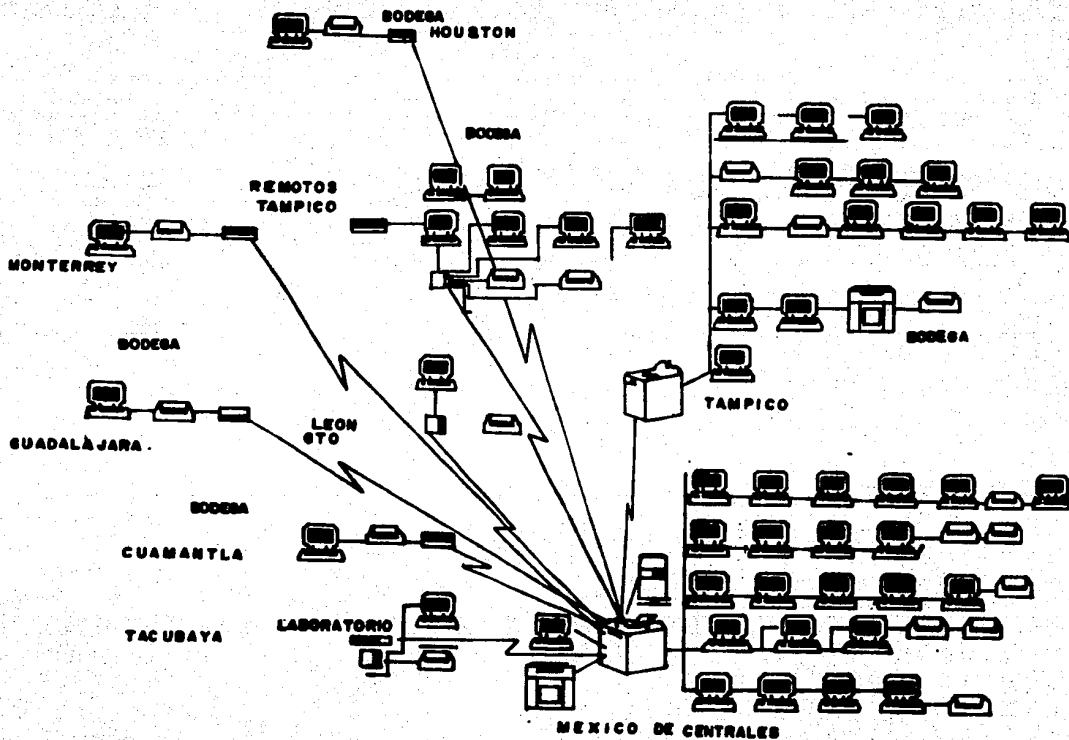 BODEGA
HOUSTON
BODEGA
REMOTOS
TAMPICO
MONTERREY
BODEGA
TAMPICO
BODEGA
LEON
GTO
GUADALAJARA.
BODEGA
CUAMANTLA
TACUBAYA
LABORATORIO
MEXICO DE CENTRALES